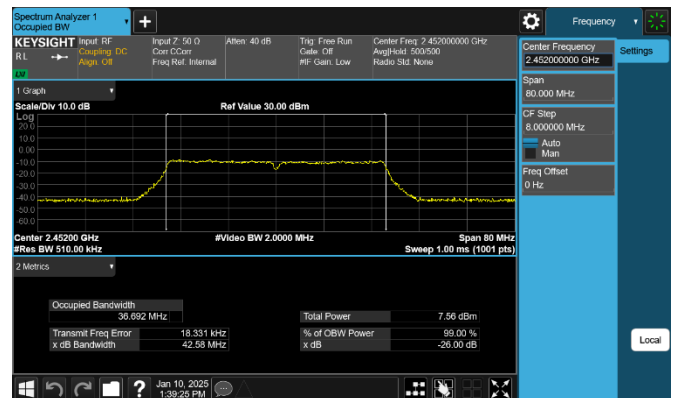 Spectrum Analyzer 1
Occupied BW
+
Frequency
KEYSIGHT
R L
LXI
Input: RF
Coupling: DC
Align: Off
Input Z: 50 Ω
Corr CCorr
Freq Ref: Internal
Atten: 40 dB
Trig: Free Run
Gate: Off
#IF Gain: Low
Center Freq: 2.452000000 GHz
Avg|Hold: 500/500
Radio Std: None
Center Frequency
2.452000000 GHz
Settings
Span
80.000 MHz
CF Step
8.000000 MHz
Auto
Man
Freq Offset
0 Hz
Local
1 Graph
Scale/Div 10.0 dB
Ref Value 30.00 dBm
Log
20.0
10.0
0.00
-10.0
-20.0
-30.0
-40.0
-50.0
-60.0
Center 2.45200 GHz
#Video BW 2.0000 MHz
Span 80 MHz
#Res BW 510.00 kHz
Sweep 1.00 ms (1001 pts)
2 Metrics
Occupied Bandwidth
36.692 MHz
Total Power 7.56 dBm
Transmit Freq Error 18.331 kHz
% of OBW Power 99.00 %
x dB Bandwidth 42.58 MHz
x dB -26.00 dB
?
Jan 10, 2025
1:39:25 PM